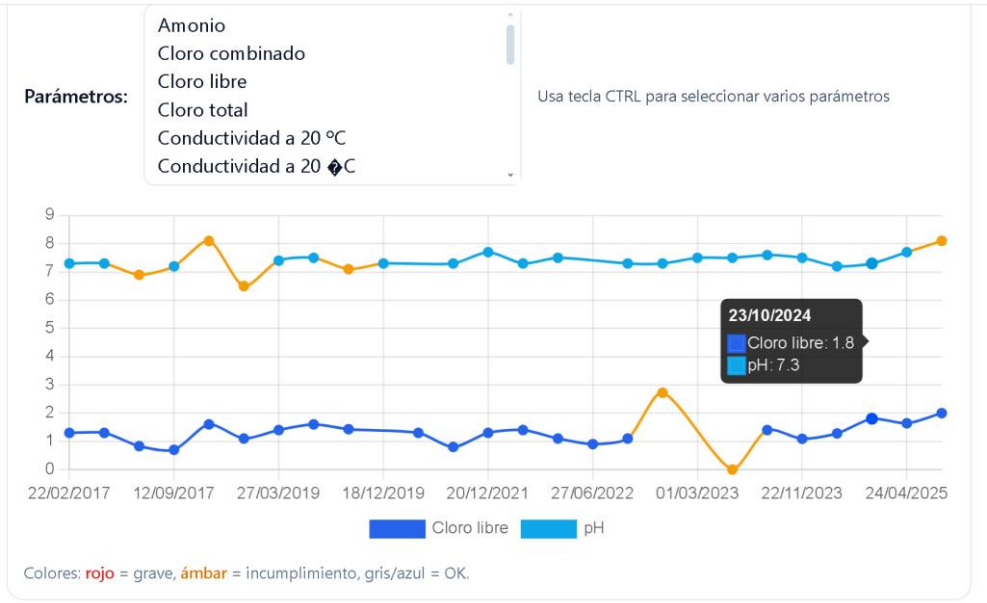 Amonio
Cloro combinado
Cloro libre
Cloro total
Conductividad a 20 ºC
Conductividad a 20 �C
Parámetros:
Usa tecla CTRL para seleccionar varios parámetros
9
8
7
6
5
4
3
2
1
0
23/10/2024
Cloro libre: 1.8
pH: 7.3
22/02/2017 12/09/2017 27/03/2019 18/12/2019 20/12/2021 27/06/2022 01/03/2023 22/11/2023 24/04/2025
Cloro libre pH
Colores: rojo = grave, ámbar = incumplimiento, gris/azul = OK.